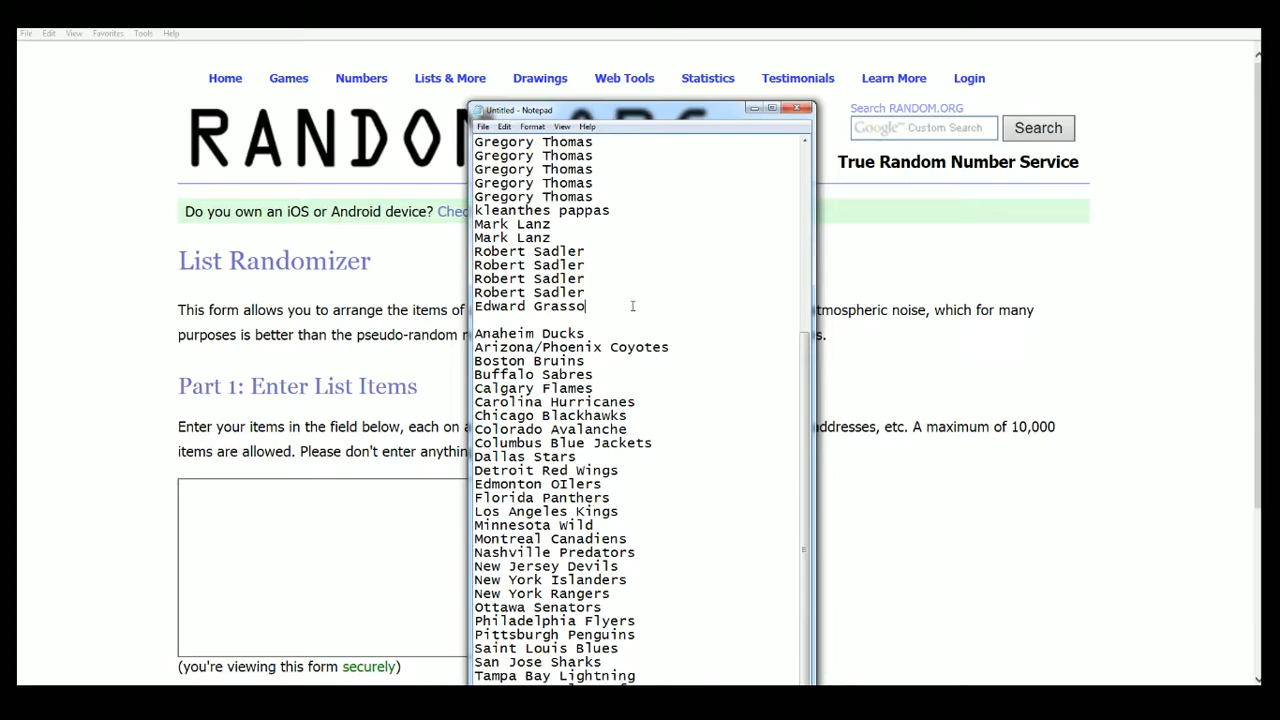 File Edit View Favorites Tools Help
Home Games Numbers Lists & More Drawings Web Tools Statistics Testimonials Learn More Login
Search RANDOM.ORG
Google™ Custom Search Search
True Random Number Service
Do you own an iOS or Android device?
List Randomizer
This form allows you to arrange the items of
tmospheric noise, which for many
purposes is better than the pseudo-random
Part 1: Enter List Items
Enter your items in the field below, each on
addresses, etc. A maximum of 10,000
items are allowed. Please don't enter
(you're viewing this form securely)
Untitled - Notepad
File Edit Format View Help
Gregory Thomas
Gregory Thomas
Gregory Thomas
Gregory Thomas
Gregory Thomas
kleanthes pappas
Mark Lanz
Mark Lanz
Robert Sadler
Robert Sadler
Robert Sadler
Robert Sadler
Edward Grasso
Anaheim Ducks
Arizona/Phoenix Coyotes
Boston Bruins
Buffalo Sabres
Calgary Flames
Carolina Hurricanes
Chicago Blackhawks
Colorado Avalanche
Columbus Blue Jackets
Dallas Stars
Detroit Red Wings
Edmonton OIlers
Florida Panthers
Los Angeles Kings
Minnesota Wild
Montreal Canadiens
Nashville Predators
New Jersey Devils
New York Islanders
New York Rangers
Ottawa Senators
Philadelphia Flyers
Pittsburgh Penguins
Saint Louis Blues
San Jose Sharks
Tampa Bay Lightning